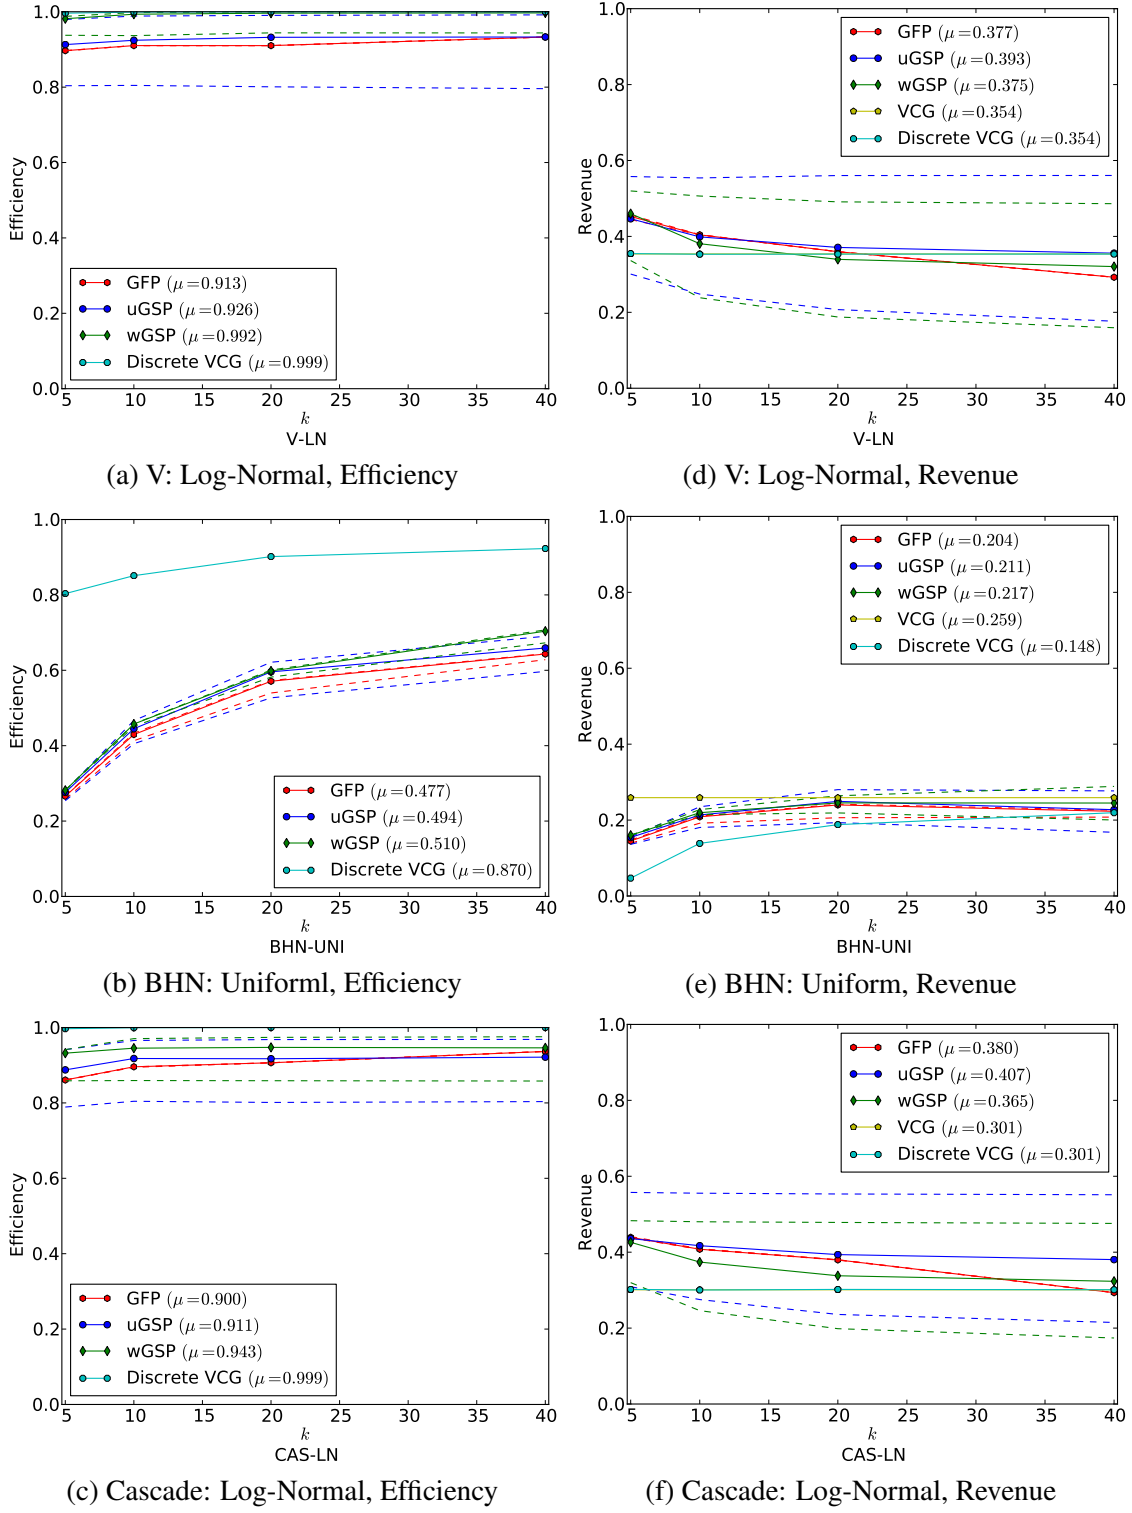 1.0
0.8
0.6
0.4
0.2
0.0
Efficiency
GFP (μ=0.913)
uGSP (μ=0.926)
wGSP (μ=0.992)
Discrete VCG (μ=0.999)
5 10 15 20 25 30 35 40
k
V-LN
(a) V: Log-Normal, Efficiency
1.0
0.8
0.6
0.4
0.2
0.0
Revenue
GFP (μ=0.377)
uGSP (μ=0.393)
wGSP (μ=0.375)
VCG (μ=0.354)
Discrete VCG (μ=0.354)
5 10 15 20 25 30 35 40
k
V-LN
(d) V: Log-Normal, Revenue
1.0
0.8
0.6
0.4
0.2
0.0
Efficiency
GFP (μ=0.477)
uGSP (μ=0.494)
wGSP (μ=0.510)
Discrete VCG (μ=0.870)
5 10 15 20 25 30 35 40
k
BHN-UNI
(b) BHN: Uniforml, Efficiency
1.0
0.8
0.6
0.4
0.2
0.0
Revenue
GFP (μ=0.204)
uGSP (μ=0.211)
wGSP (μ=0.217)
VCG (μ=0.259)
Discrete VCG (μ=0.148)
5 10 15 20 25 30 35 40
k
BHN-UNI
(e) BHN: Uniform, Revenue
1.0
0.8
0.6
0.4
0.2
0.0
Efficiency
GFP (μ=0.900)
uGSP (μ=0.911)
wGSP (μ=0.943)
Discrete VCG (μ=0.999)
5 10 15 20 25 30 35 40
k
CAS-LN
(c) Cascade: Log-Normal, Efficiency
1.0
0.8
0.6
0.4
0.2
0.0
Revenue
GFP (μ=0.380)
uGSP (μ=0.407)
wGSP (μ=0.365)
VCG (μ=0.301)
Discrete VCG (μ=0.301)
5 10 15 20 25 30 35 40
k
CAS-LN
(f) Cascade: Log-Normal, Revenue